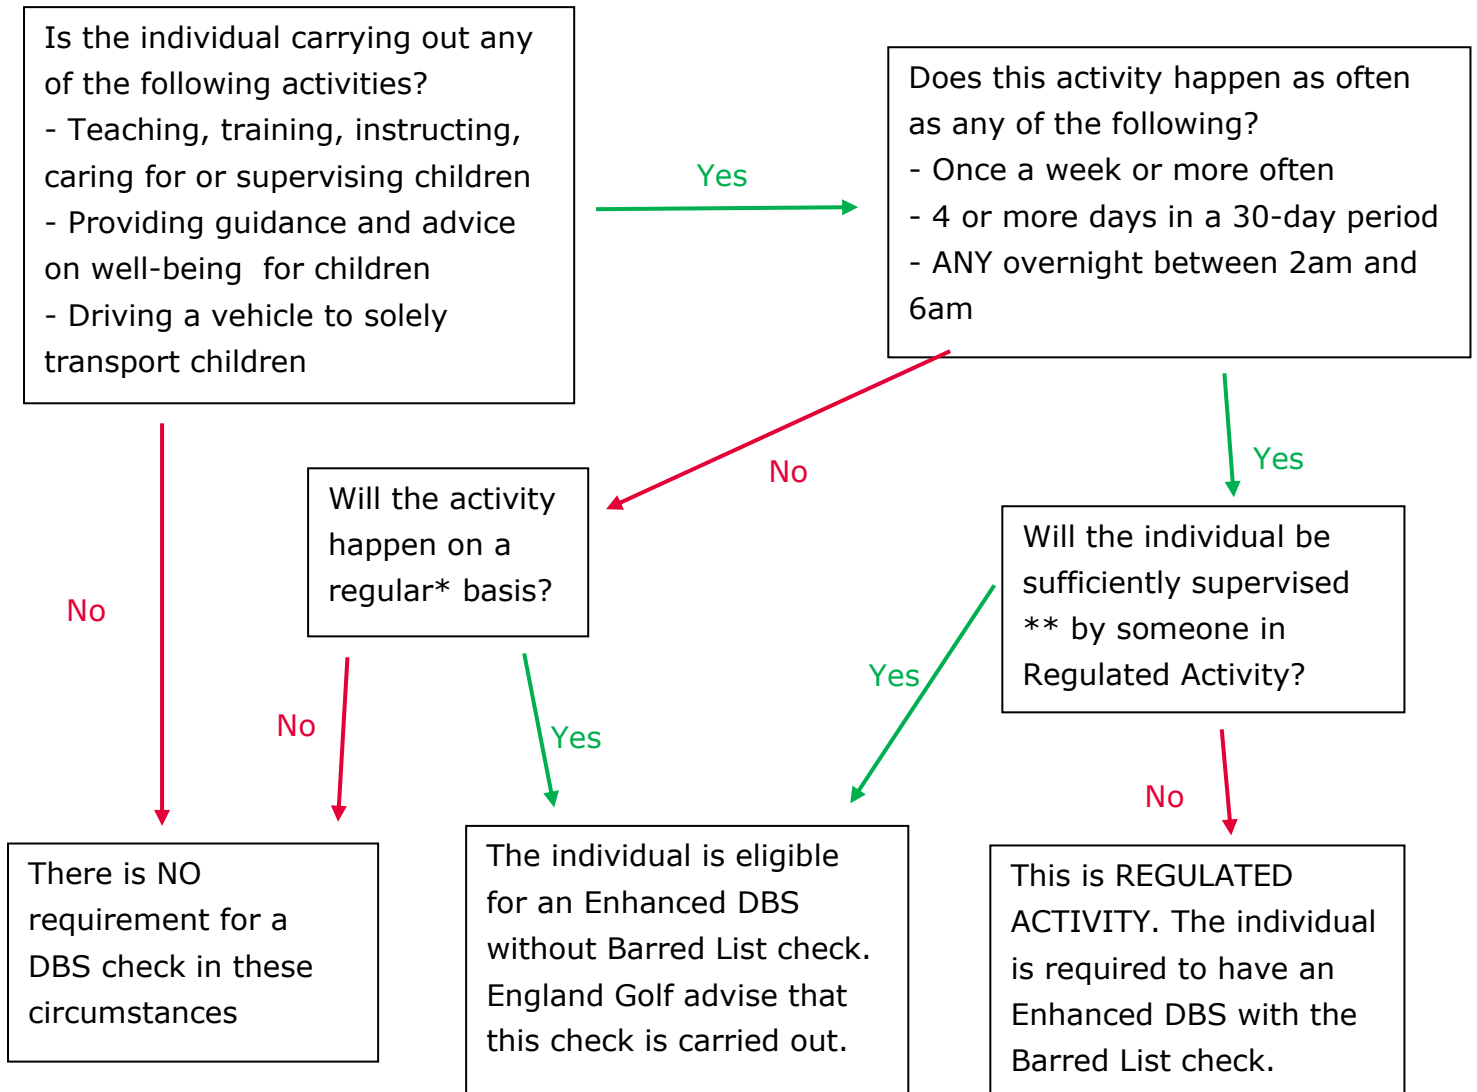 Is the individual carrying out any
of the following activities?
- Teaching, training, instructing,
caring for or supervising children
- Providing guidance and advice
on well-being  for children
- Driving a vehicle to solely
transport children
Yes
Does this activity happen as often
as any of the following?
- Once a week or more often
- 4 or more days in a 30-day period
- ANY overnight between 2am and
6am
No
No
Yes
Will the activity
happen on a
regular* basis?
Will the individual be
sufficiently supervised
** by someone in
Regulated Activity?
No
Yes
Yes
No
There is NO
requirement for a
DBS check in these
circumstances
The individual is eligible
for an Enhanced DBS
without Barred List check.
England Golf advise that
this check is carried out.
This is REGULATED
ACTIVITY. The individual
is required to have an
Enhanced DBS with the
Barred List check.